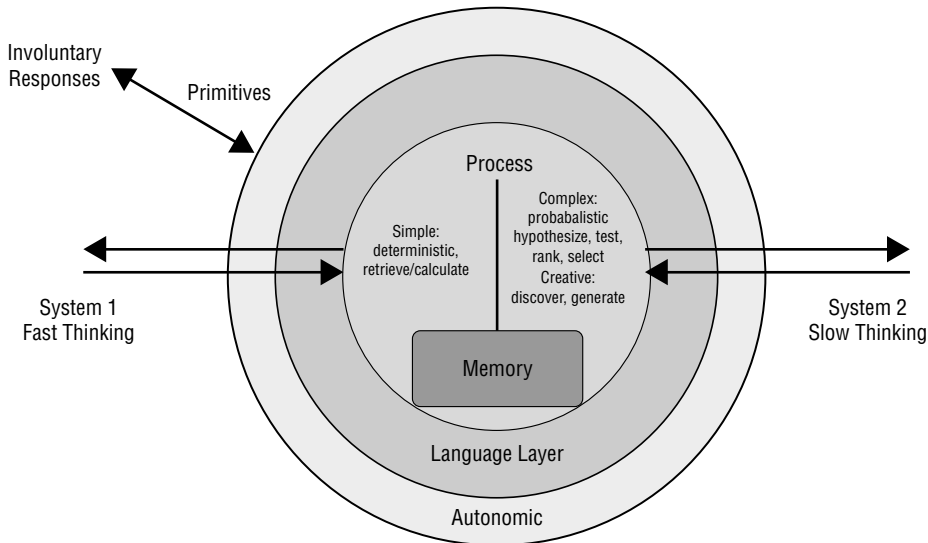 Involuntary
Responses
Primitives
Process
Simple:
deterministic,
retrieve/calculate
Complex:
probabalistic
hypothesize, test,
rank, select
Creative:
discover, generate
System 1
Fast Thinking
System 2
Slow Thinking
Memory
Language Layer
Autonomic